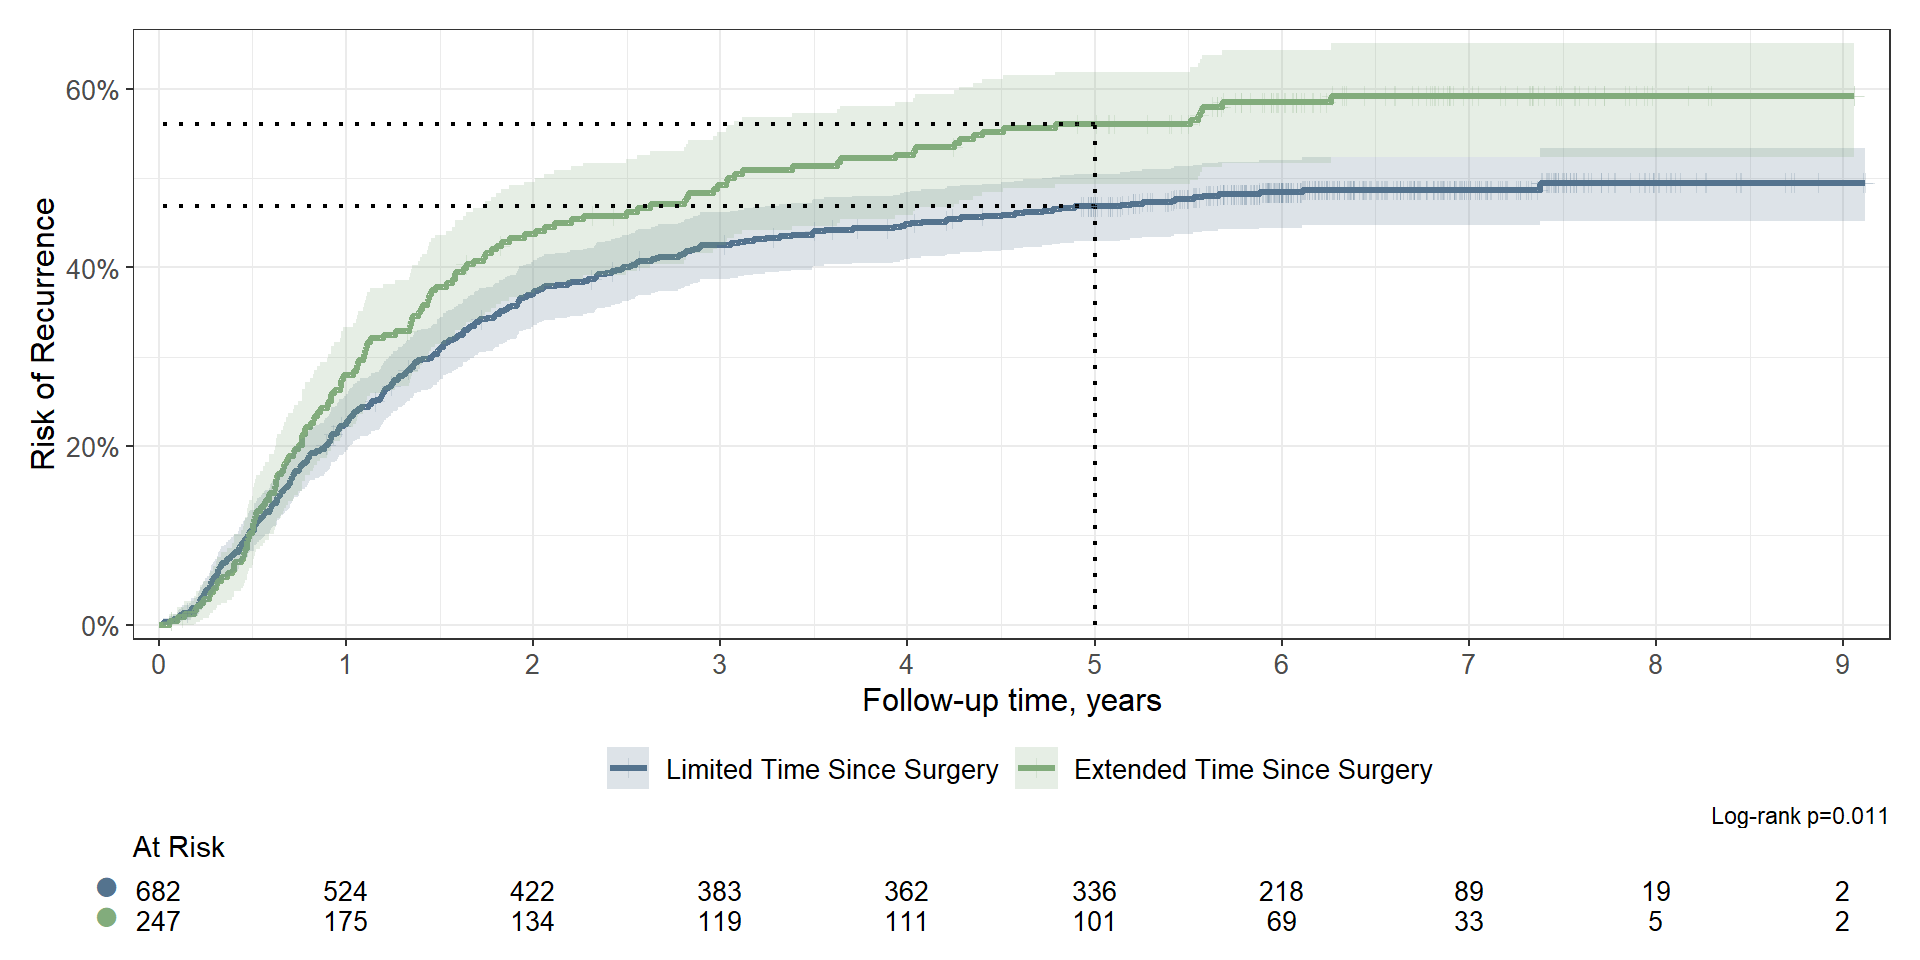 60%
40%
20%
0%
Risk of Recurrence
0 1 2 3 4 5 6 7 8 9
Follow-up time, years
Limited Time Since Surgery Extended Time Since Surgery
Log-rank p=0.011
At Risk
682 524 422 383 362 336 218 89 19 2
247 175 134 119 111 101 69 33 5 2